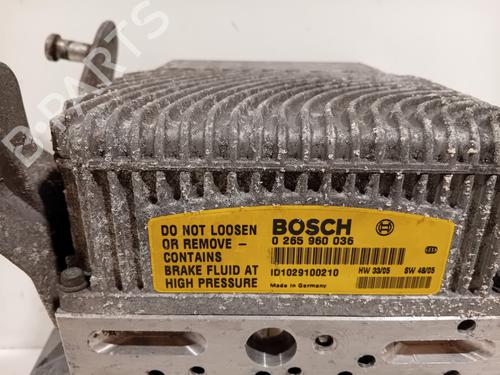 B-PARTS
DO NOT LOOSEN
OR REMOVE –
CONTAINS
BRAKE FLUID AT
HIGH PRESSURE
BOSCH
0 265 960 036
ID1029100210
HW 33/05 SW 48/05
Made in Germany